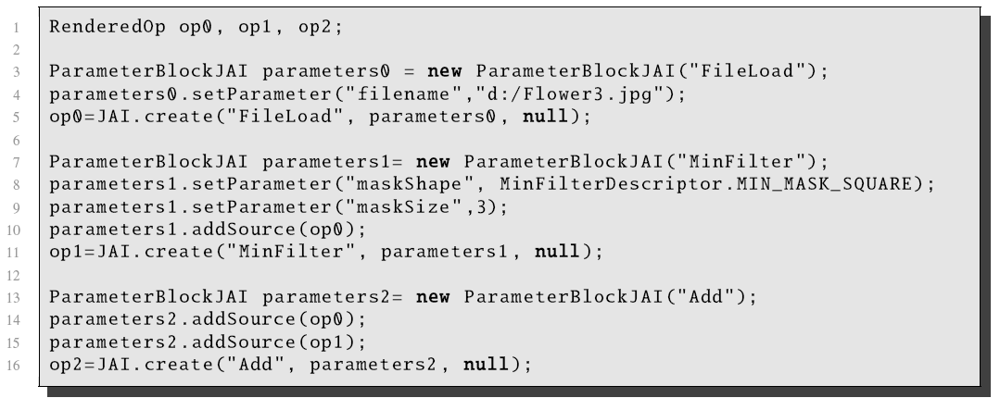 1 RenderedOp op0, op1, op2;
2
3 ParameterBlockJAI parameters0 = new ParameterBlockJAI("FileLoad");
4 parameters0.setParameter("filename","d:/Flower3.jpg");
5 op0=JAI.create("FileLoad", parameters0, null);
6
7 ParameterBlockJAI parameters1= new ParameterBlockJAI("MinFilter");
8 parameters1.setParameter("maskShape", MinFilterDescriptor.MIN_MASK_SQUARE);
9 parameters1.setParameter("maskSize",3);
10 parameters1.addSource(op0);
11 op1=JAI.create("MinFilter", parameters1, null);
12
13 ParameterBlockJAI parameters2= new ParameterBlockJAI("Add");
14 parameters2.addSource(op0);
15 parameters2.addSource(op1);
16 op2=JAI.create("Add", parameters2, null);